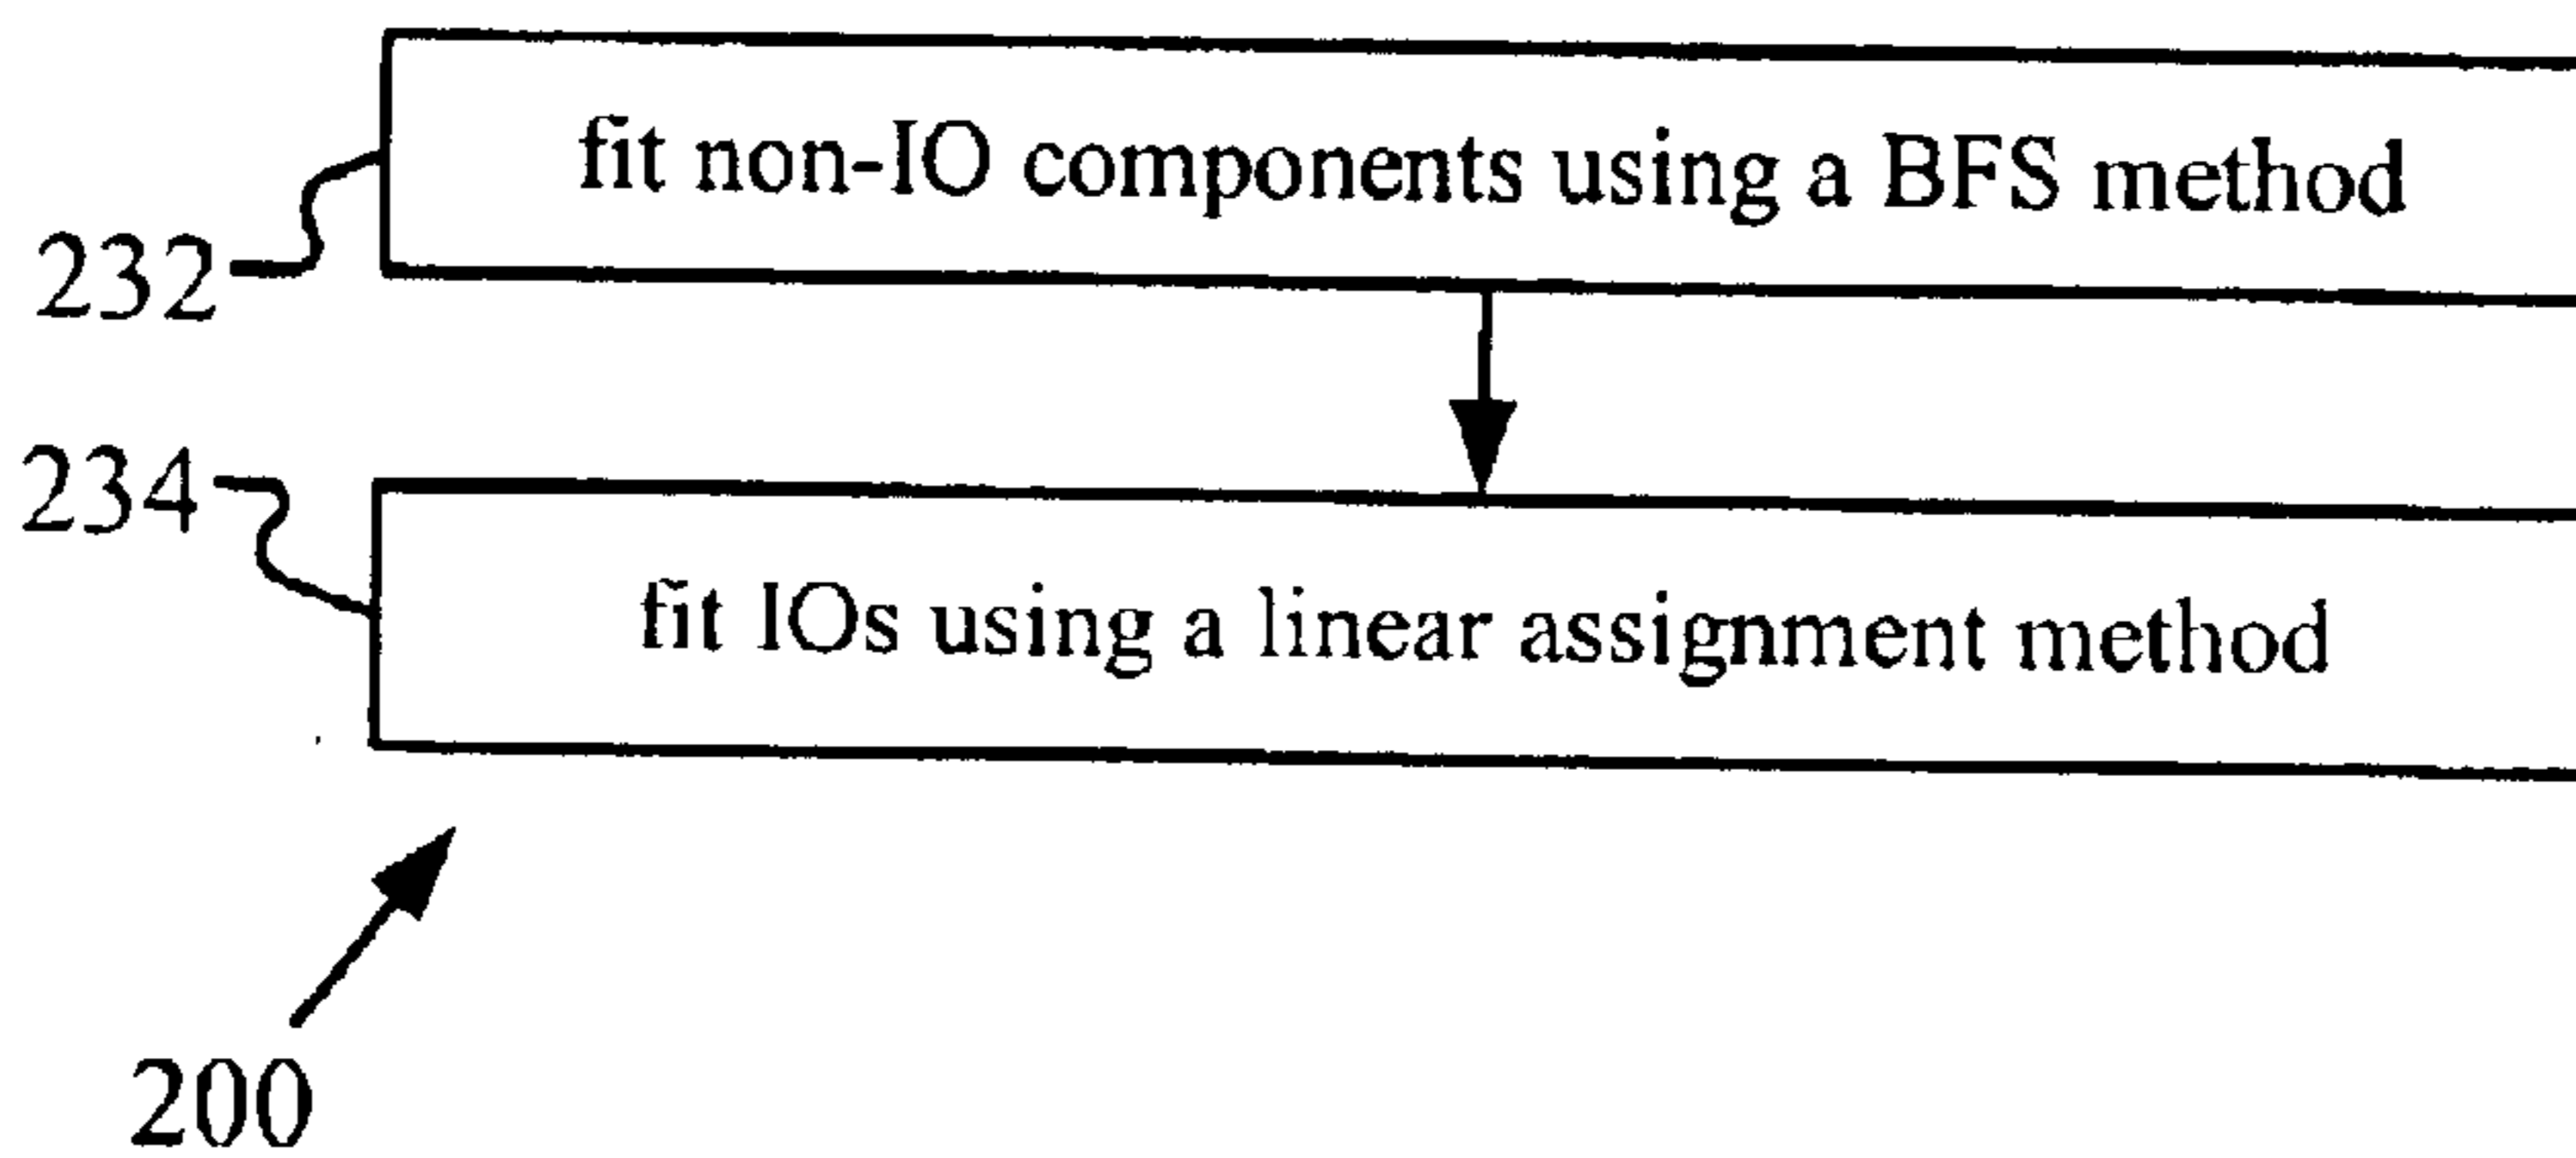 fit non-IO components using a BFS method
232
234
fit IOs using a linear assignment method
200